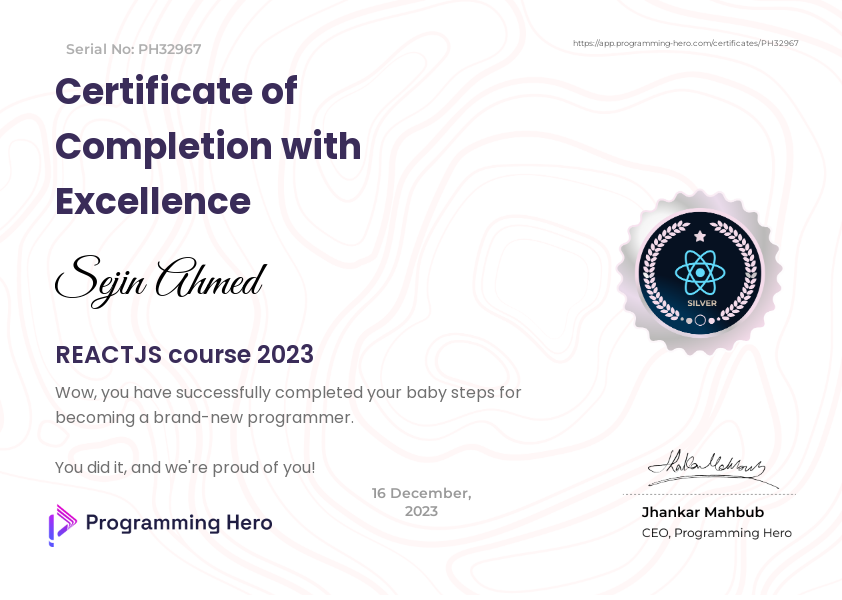 Serial No: PH32967
https://app.programming-hero.com/certificates/PH32967
Certificate of
Completion with
Excellence
Sejin Ahmed
SILVER
REACTJS course 2023
Wow, you have successfully completed your baby steps for
becoming a brand-new programmer.
You did it, and we're proud of you!
16 December,
2023
Programming Hero
Jhankar Mahbub
CEO, Programming Hero